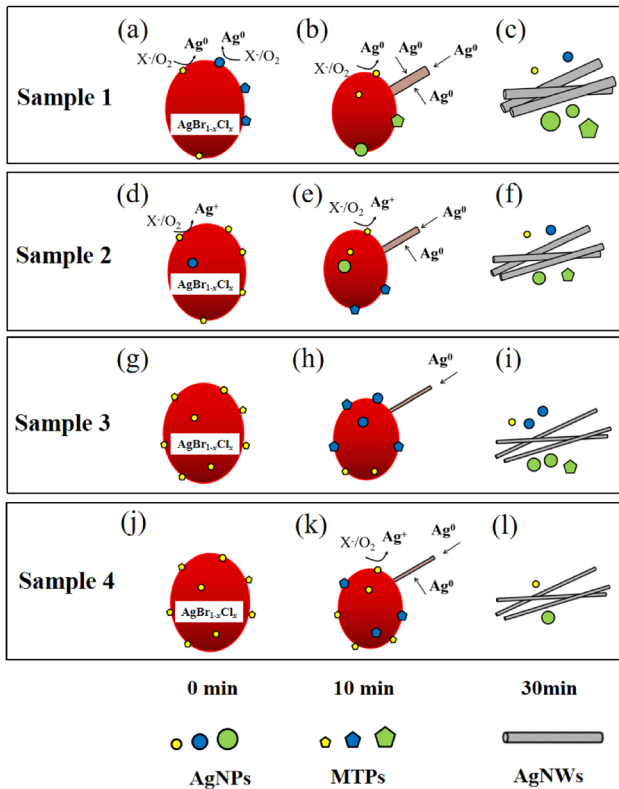 (a)
(b)
(c)
Ag⁰
Ag⁰
X⁻/O₂
X⁻/O₂
X⁻/O₂
Ag⁰
Ag⁰
Ag⁰
Ag⁰
Sample 1
AgBr₁₋ₓClₓ
(d)
(e)
(f)
X⁻/O₂
Ag⁺
X⁻/O₂
Ag⁺
Ag⁰
Ag⁰
Sample 2
AgBr₁₋ₓClₓ
(g)
(h)
(i)
Ag⁰
Sample 3
AgBr₁₋ₓClₓ
(j)
(k)
(l)
X⁻/O₂
Ag⁺
Ag⁰
Ag⁰
Sample 4
AgBr₁₋ₓClₓ
0 min
10 min
30min
AgNPs
MTPs
AgNWs